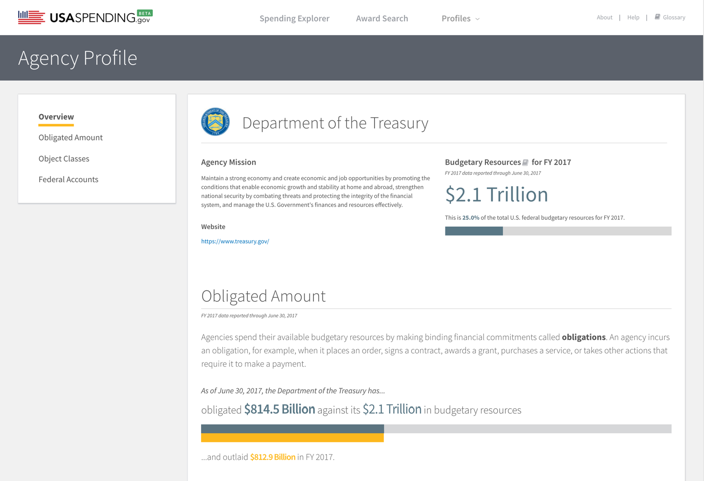 USASPENDING.gov BETA
Spending Explorer Award Search Profiles
About | Help | Glossary
Agency Profile
Overview
Obligated Amount
Object Classes
Federal Accounts
Department of the Treasury
Agency Mission
Maintain a strong economy and create economic and job opportunities by promoting the
conditions that enable economic growth and stability at home and abroad, strengthen
national security by combating threats and protecting the integrity of the financial
system, and manage the U.S. Government's finances and resources effectively.
Website
https://www.treasury.gov/
Budgetary Resources for FY 2017
FY 2017 data reported through June 30, 2017
$2.1 Trillion
This is 25.0% of the total U.S. federal budgetary resources for FY 2017.
Obligated Amount
FY 2017 data reported through June 30, 2017
Agencies spend their available budgetary resources by making binding financial commitments called obligations. An agency incurs
an obligation, for example, when it places an order, signs a contract, awards a grant, purchases a service, or takes other actions that
require it to make a payment.
As of June 30, 2017, the Department of the Treasury has...
obligated $814.5 Billion against its $2.1 Trillion in budgetary resources
...and outlaid $812.9 Billion in FY 2017.